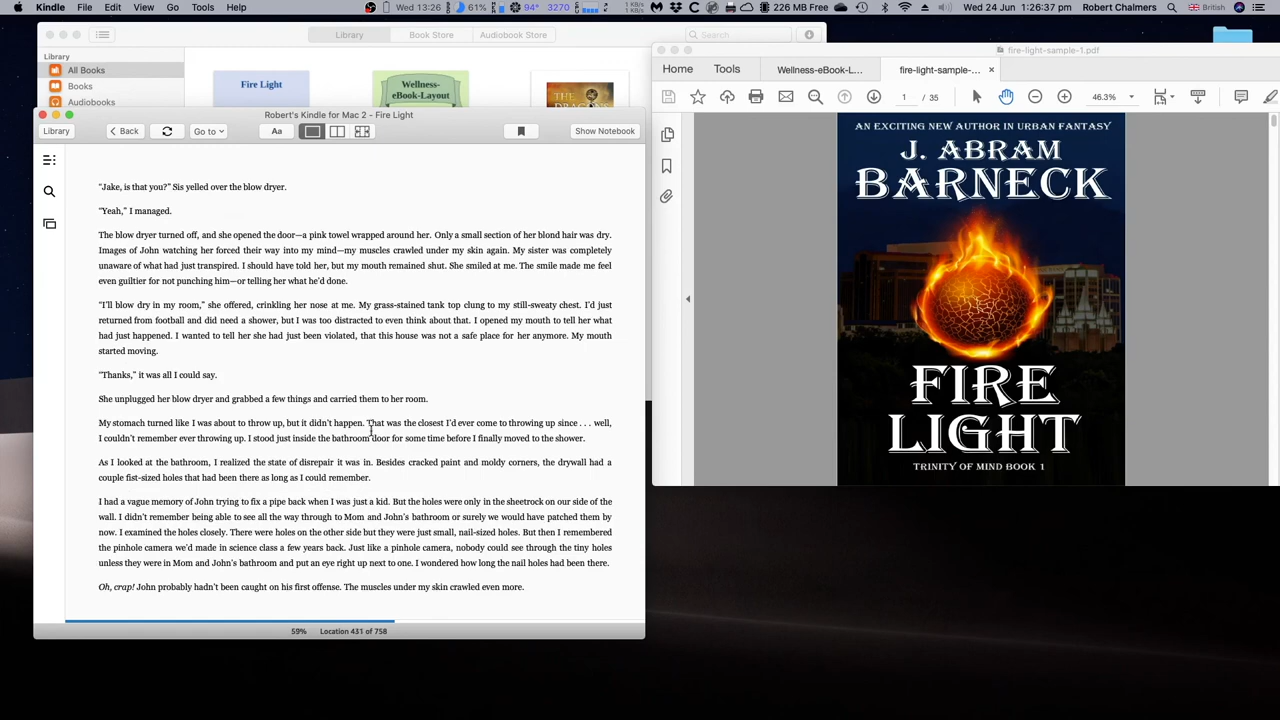 Kindle File Edit View Go Tools Help
Wed 13:26 61% 94° 3270 1 KB/s 6 KB/s 226 MB Free Wed 24 Jun 1:26:37 pm Robert Chalmers British
Library Book Store Audiobook Store
Search
Library
All Books
Books
Audiobooks
Fire Light
Wellness-
eBook-Layout
THE
DRAGONS
Robert's Kindle for Mac 2 - Fire Light
Library Back Go to Aa Show Notebook
“Jake, is that you?” Sis yelled over the blow dryer.
“Yeah,” I managed.
The blow dryer turned off, and she opened the door—a pink towel wrapped around her. Only a small section of her blond hair was dry.
Images of John watching her forced their way into my mind—my muscles crawled under my skin again. My sister was completely
unaware of what had just transpired. I should have told her, but my mouth remained shut. She smiled at me. The smile made me feel
even guiltier for not punching him—or telling her what he’d done.
“I’ll blow dry in my room,” she offered, crinkling her nose at me. My grass-stained tank top clung to my still-sweaty chest. I’d just
returned from football and did need a shower, but I was too distracted to even think about that. I opened my mouth to tell her what
had just happened. I wanted to tell her she had just been violated, that this house was not a safe place for her anymore. My mouth
started moving.
“Thanks,” it was all I could say.
She unplugged her blow dryer and grabbed a few things and carried them to her room.
My stomach turned like I was about to throw up, but it didn’t happen. That was the closest I’d ever come to throwing up since . . . well,
I couldn’t remember ever throwing up. I stood just inside the bathroom door for some time before I finally moved to the shower.
As I looked at the bathroom, I realized the state of disrepair it was in. Besides cracked paint and moldy corners, the drywall had a
couple fist-sized holes that had been there as long as I could remember.
I had a vague memory of John trying to fix a pipe back when I was just a kid. But the holes were only in the sheetrock on our side of the
wall. I didn’t remember being able to see all the way through to Mom and John’s bathroom or surely we would have patched them by
now. I examined the holes closely. There were holes on the other side but they were just small, nail-sized holes. But then I remembered
the pinhole camera we’d made in science class a few years back. Just like a pinhole camera, nobody could see through the tiny holes
unless they were in Mom and John’s bathroom and put an eye right up next to one. I wondered how long the nail holes had been there.
Oh, crap! John probably hadn’t been caught on his first offense. The muscles under my skin crawled even more.
59% Location 431 of 758
fire-light-sample-1.pdf
Home Tools Wellness-eBook-L... fire-light-sample-... ×
1 / 35 46.3%
AN EXCITING NEW AUTHOR IN URBAN FANTASY
J. ABRAM
BARNECK
FIRE
LIGHT
TRINITY OF MIND BOOK 1